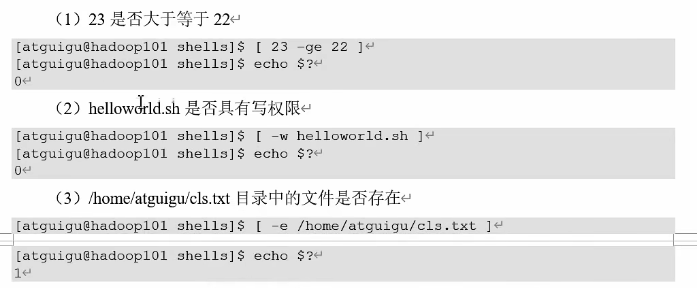 （1）23 是否大于等于 22↵
[atguigu@hadoop101 shells]$ [ 23 -ge 22 ]↵
[atguigu@hadoop101 shells]$ echo $?↵
0↵
（2）helloworld.sh 是否具有写权限↵
[atguigu@hadoop101 shells]$ [ -w helloworld.sh ]↵
[atguigu@hadoop101 shells]$ echo $?↵
0↵
（3）/home/atguigu/cls.txt 目录中的文件是否存在↵
[atguigu@hadoop101 shells]$ [ -e /home/atguigu/cls.txt ]↵
[atguigu@hadoop101 shells]$ echo $?↵
1↵